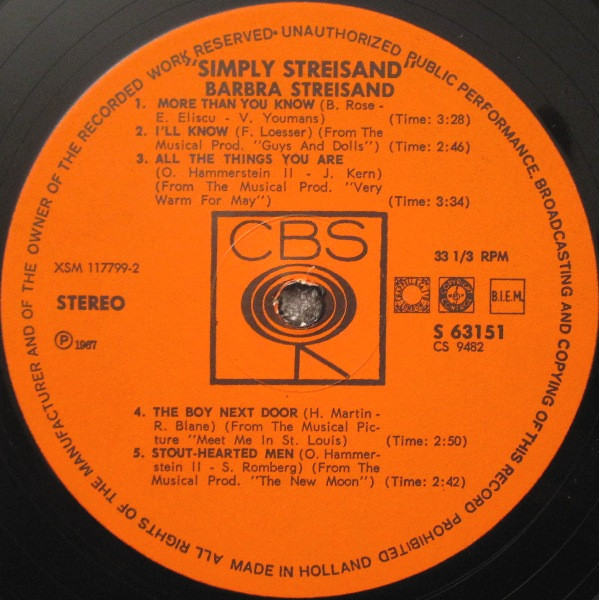 ALL RIGHTS OF THE MANUFACTURER AND OF THE OWNER OF THE RECORDED WORK RESERVED • UNAUTHORIZED PUBLIC PERFORMANCE, BROADCASTING AND COPYING OF THIS RECORD PROHIBITED
"SIMPLY STREISAND"
BARBRA STREISAND
1. MORE THAN YOU KNOW (B. Rose -
E. Eliscu - V. Youmans) (Time: 3:28)
2. I'LL KNOW (F. Loesser) (From The
Musical Prod. "Guys And Dolls") (Time: 2:46)
3. ALL THE THINGS YOU ARE
(O. Hammerstein II - J. Kern)
(From The Musical Prod. "Very
Warm For May") (Time: 3:34)
CBS
XSM 117799-2
33 1/3 RPM
STEREO
B.I.E.M.
S 63151
CS 9482
Ⓟ 1967
4. THE BOY NEXT DOOR (H. Martin -
R. Blane) (From The Musical Pic-
ture "Meet Me In St. Louis) (Time: 2:50)
5. STOUT-HEARTED MEN (O. Hammer-
stein II - S. Romberg) (From The
Musical Prod. "The New Moon") (Time: 2:42)
MADE IN HOLLAND